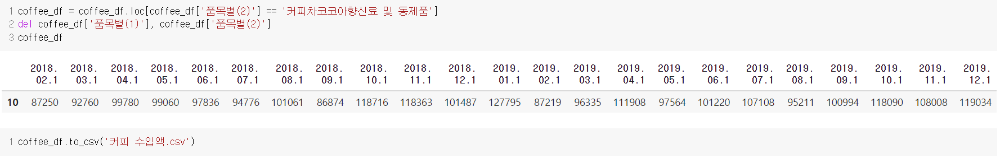 1 coffee_df = coffee_df.loc[coffee_df['품목별(2)'] == '커피차코코아향신료 및 동제품']
2 del coffee_df['품목별(1)'], coffee_df['품목별(2)']
3 coffee_df
2018. 2018. 2018. 2018. 2018. 2018. 2018. 2018. 2018. 2018. 2018. 2019. 2019. 2019. 2019. 2019. 2019. 2019. 2019. 2019. 2019. 2019. 2019.
02.1 03.1 04.1 05.1 06.1 07.1 08.1 09.1 10.1 11.1 12.1 01.1 02.1 03.1 04.1 05.1 06.1 07.1 08.1 09.1 10.1 11.1 12.1
10 87250 92760 99780 99060 97836 94776 101061 86874 118716 118363 101487 127795 87219 96335 111908 97564 101220 107108 95211 100994 118090 108008 119034
1 coffee_df.to_csv('커피 수입액.csv')